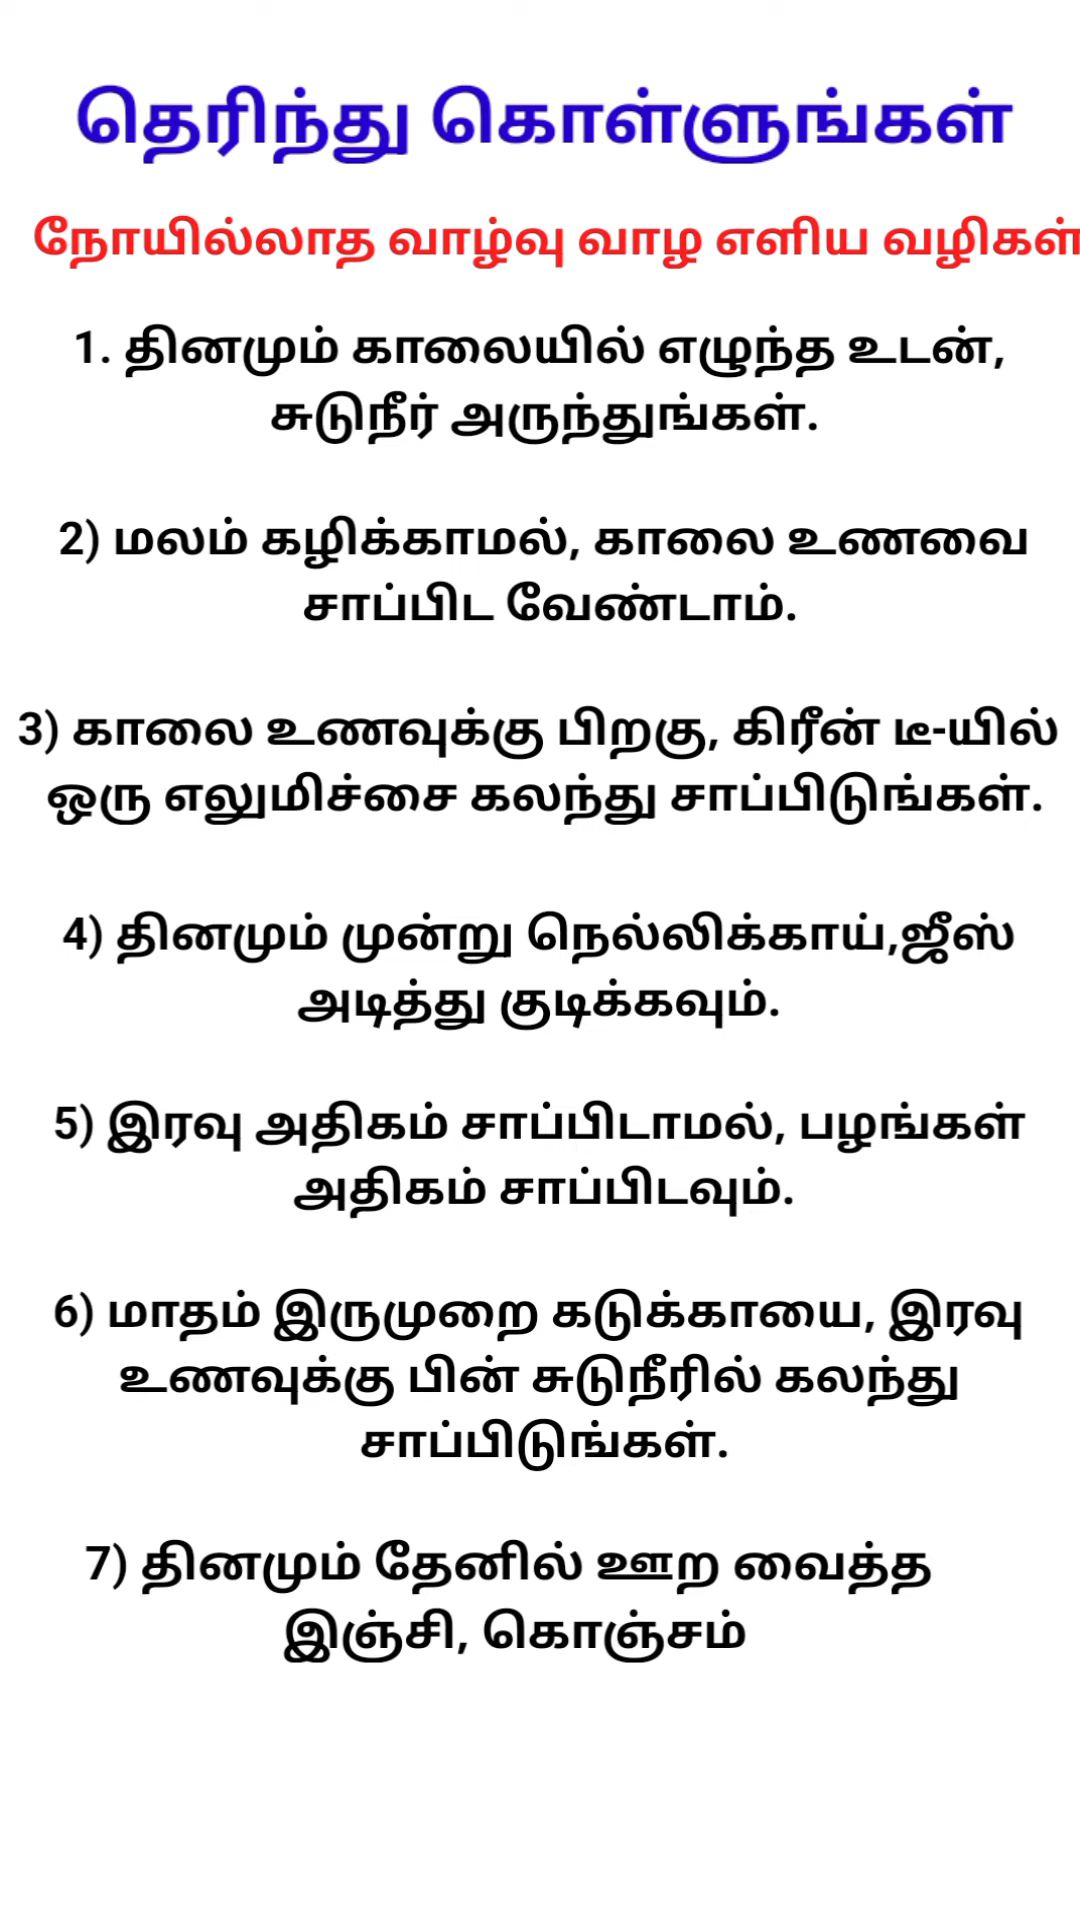 தெரிந்து கொள்ளுங்கள்
நோயில்லாத வாழ்வு வாழ எளிய வழிகள்
1. தினமும் காலையில் எழுந்த உடன்,
சுடுநீர் அருந்துங்கள்.
2) மலம் கழிக்காமல், காலை உணவை
சாப்பிட வேண்டாம்.
3) காலை உணவுக்கு பிறகு, கிரீன் டீ-யில்
ஒரு எலுமிச்சை கலந்து சாப்பிடுங்கள்.
4) தினமும் முன்று நெல்லிக்காய்,ஜீஸ்
அடித்து குடிக்கவும்.
5) இரவு அதிகம் சாப்பிடாமல், பழங்கள்
அதிகம் சாப்பிடவும்.
6) மாதம் இருமுறை கடுக்காயை, இரவு
உணவுக்கு பின் சுடுநீரில் கலந்து
சாப்பிடுங்கள்.
7) தினமும் தேனில் ஊற வைத்த
இஞ்சி, கொஞ்சம்